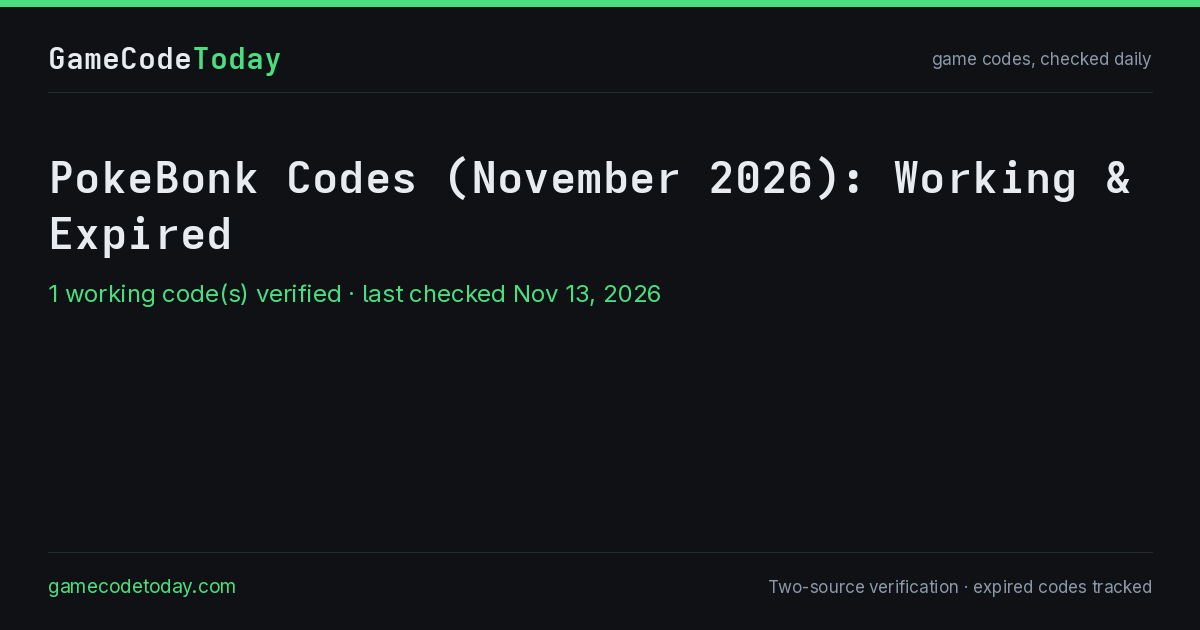 GameCodeToday
game codes, checked daily
PokeBonk Codes (November 2026): Working &
Expired
1 working code(s) verified · last checked Nov 13, 2026
gamecodetoday.com
Two-source verification · expired codes tracked